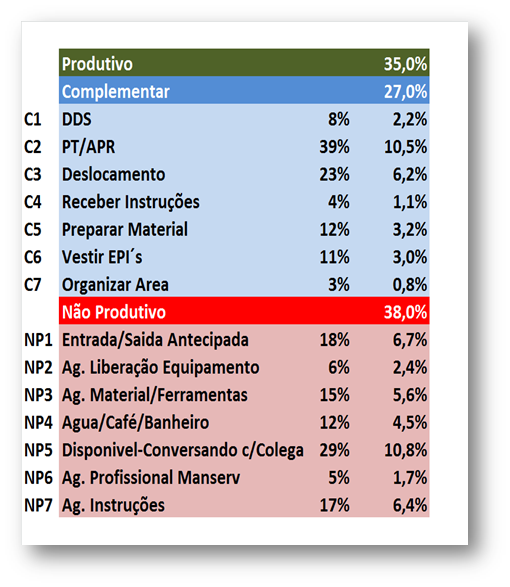 Produtivo 35,0%
Complementar 27,0%
C1 DDS 8% 2,2%
C2 PT/APR 39% 10,5%
C3 Deslocamento 23% 6,2%
C4 Receber Instruções 4% 1,1%
C5 Preparar Material 12% 3,2%
C6 Vestir EPI´s 11% 3,0%
C7 Organizar Area 3% 0,8%
Não Produtivo 38,0%
NP1 Entrada/Saida Antecipada 18% 6,7%
NP2 Ag. Liberação Equipamento 6% 2,4%
NP3 Ag. Material/Ferramentas 15% 5,6%
NP4 Agua/Café/Banheiro 12% 4,5%
NP5 Disponivel-Conversando c/Colega 29% 10,8%
NP6 Ag. Profissional Manserv 5% 1,7%
NP7 Ag. Instruções 17% 6,4%